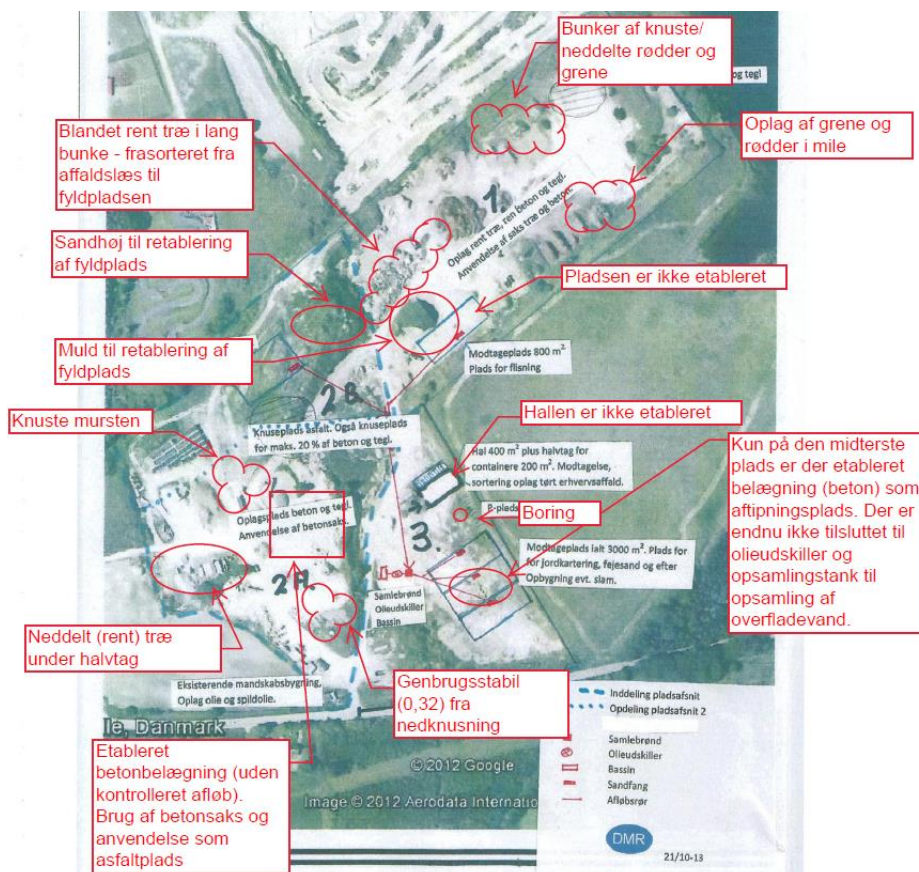 Bunker af knuste/
neddelte rødder og
grene
og tegl
Blandet rent træ i lang
bunke - frasorteret fra
affaldslæs til
fyldpladsen
Oplag af grene og
rødder i mile
1.
Oplag rent træ, ren beton og tegl.
Anvendelse af saks træ og beton.
Sandhøj til retablering
af fyldplads
Pladsen er ikke etableret
Muld til retablering af
fyldplads
Modtageplads 800 m².
Plads for flisning
2B.
Knuseplads asfalt. Også knuseplads
for maks. 20 % af beton og tegl.
Knuste mursten
Hallen er ikke etableret
Hal 400 m² plus halvtag for
containere 200 m². Modtagelse,
sortering oplag tørt erhvervsaffald.
Kun på den midterste
plads er der etableret
belægning (beton) som
aftipningsplads. Der er
endnu ikke tilsluttet til
olieudskiller og
opsamlingstank til
opsamling af
overfladevand.
P-plads
Boring
Oplagsplads beton og tegl.
Anvendelse af betonsaks.
3.
Modtageplads ialt 3000 m². Plads for
for jordkartering, fejesand og efter
Opbygning evt. slam.
2A.
Samlebrønd
Olieudskiller
Bassin
Neddelt (rent) træ
under halvtag
Eksisterende mandskabsbygning,
Oplag olie og spildolie.
Genbrugsstabil
(0,32) fra
nedknusning
le, Danmark
Etableret
betonbelægning (uden
kontrolleret afløb).
Brug af betonsaks og
anvendelse som
asfaltplads
© 2012 Google
Image © 2012 Aerodata Internatio
Inddeling pladsafsnit
Opdeling pladsafsnit 2
Samlebrønd
Olieudskiller
Bassin
Sandfang
Afløbsrør
DMR
21/10-13